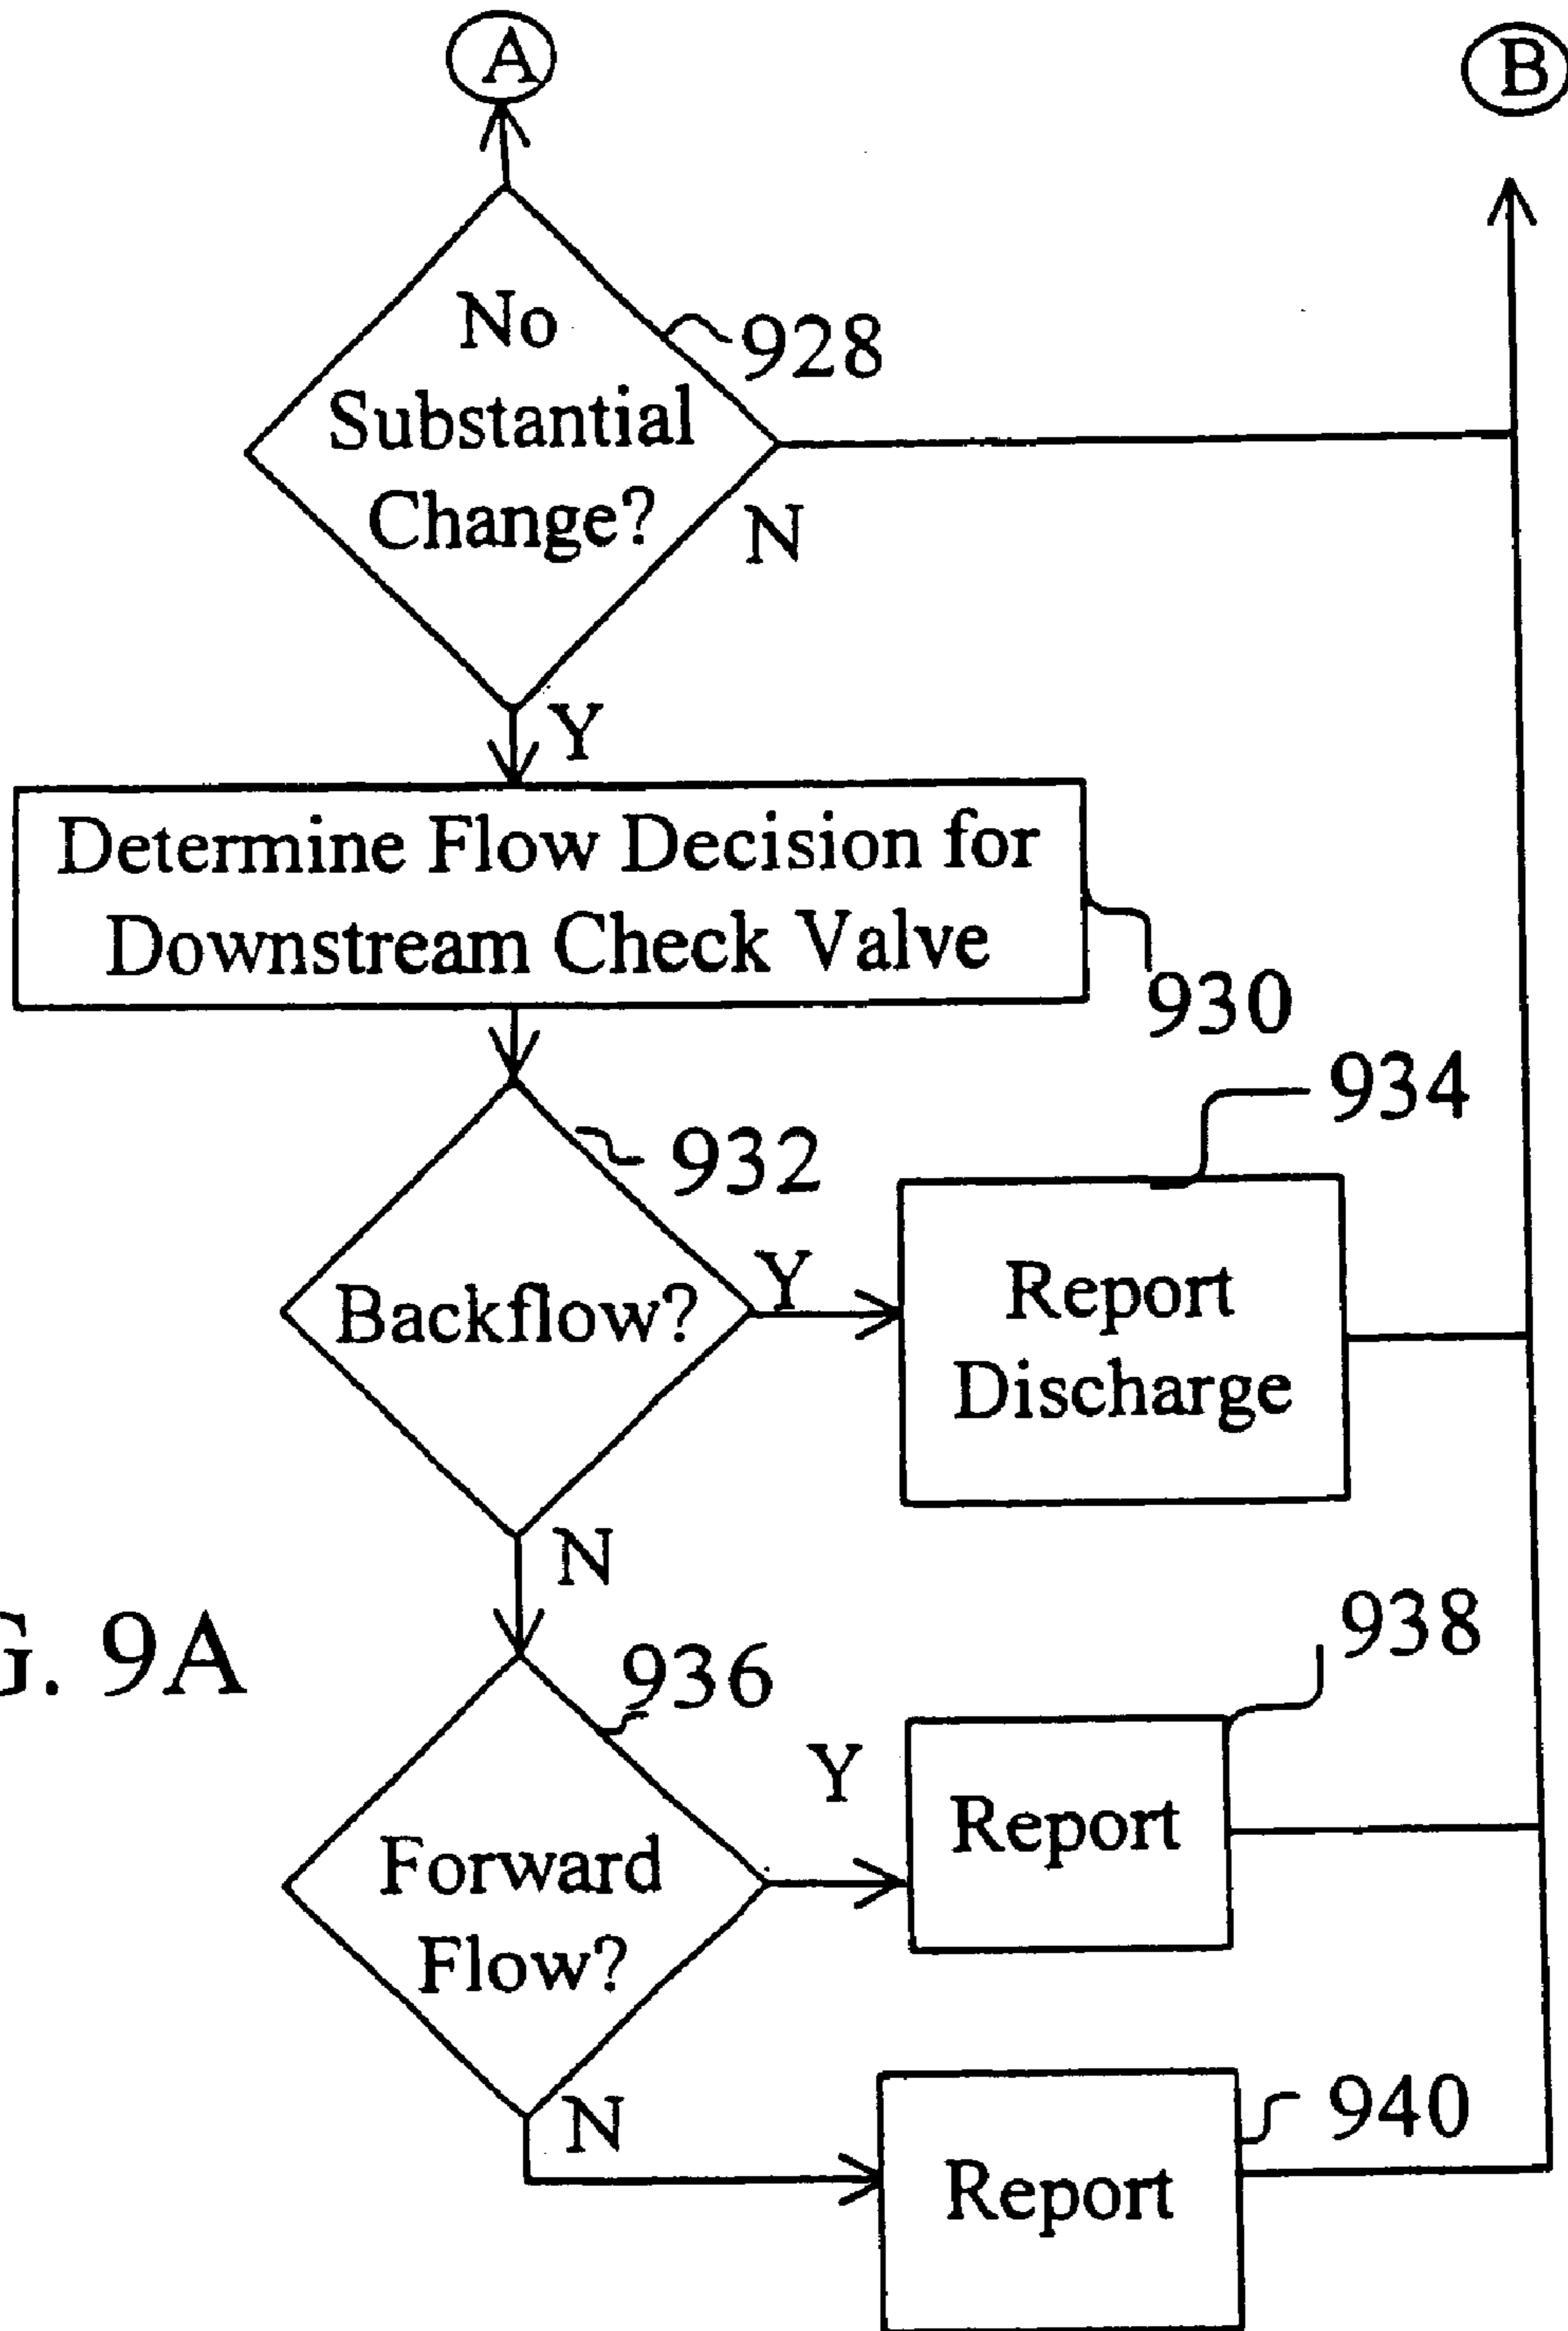 A
B
No
Substantial
Change?
928
N
Y
Determine Flow Decision for
Downstream Check Valve
930
934
932
Backflow?
Y
Report
Discharge
N
G. 9A
936
938
Y
Report
Forward
Flow?
N
940
Report